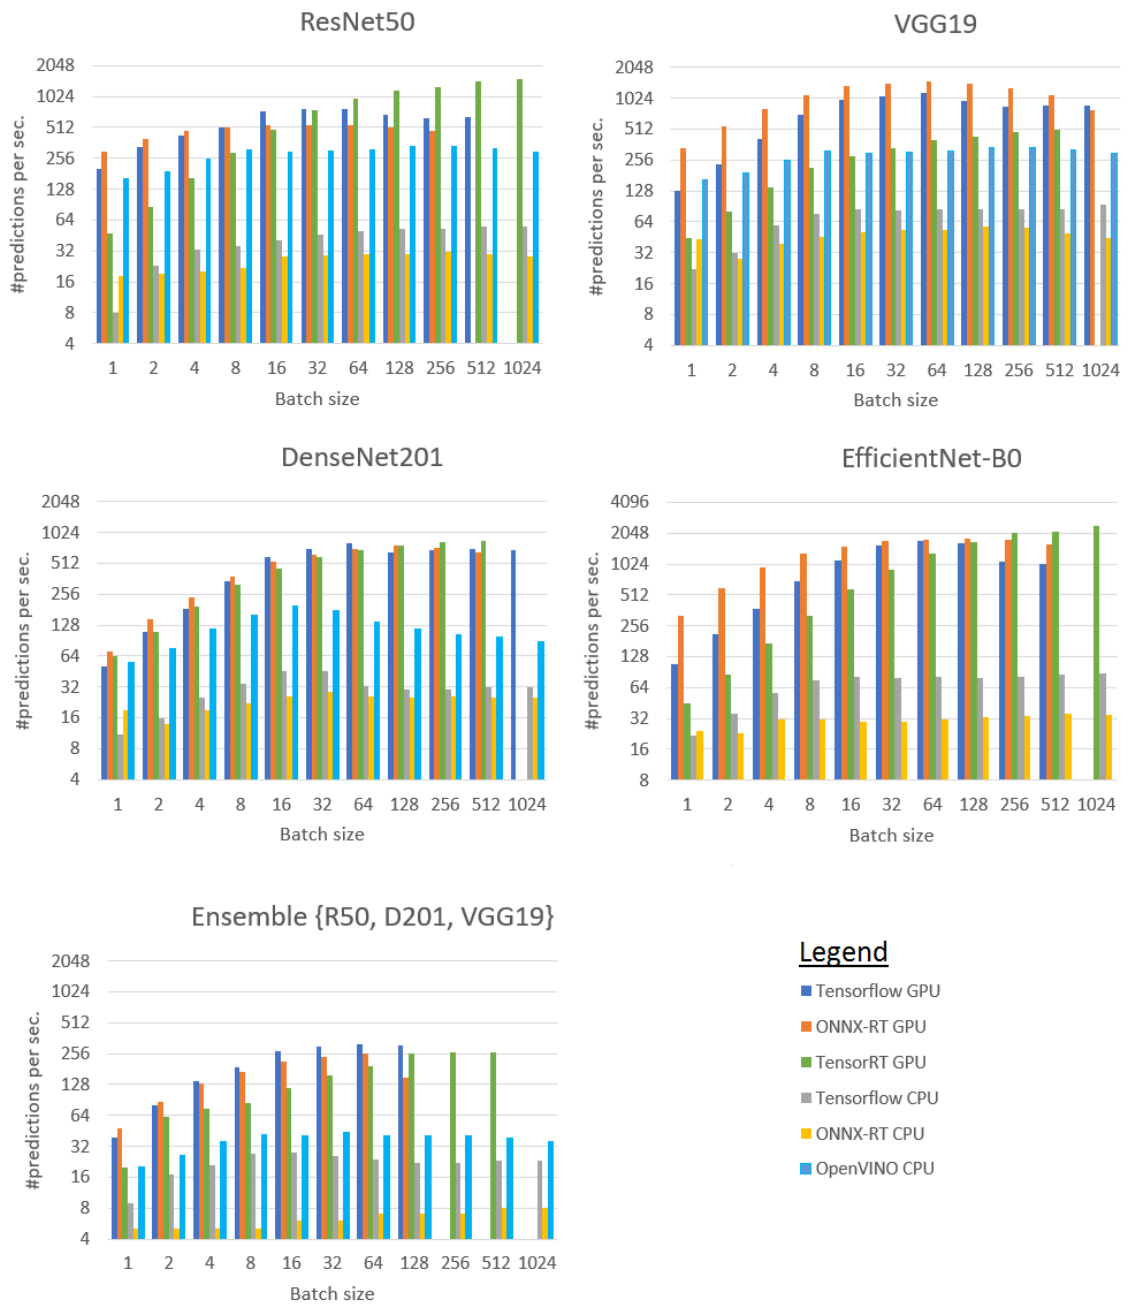 ResNet50
2048
1024
512
256
128
64
32
16
8
4
#predictions per sec.
1 2 4 8 16 32 64 128 256 512 1024
Batch size
VGG19
2048
1024
512
256
128
64
32
16
8
4
#predictions per sec.
1 2 4 8 16 32 64 128 256 512 1024
Batch size
DenseNet201
2048
1024
512
256
128
64
32
16
8
4
#predictions per sec.
1 2 4 8 16 32 64 128 256 512 1024
Batch size
EfficientNet-B0
4096
2048
1024
512
256
128
64
32
16
8
#predictions per sec.
1 2 4 8 16 32 64 128 256 512 1024
Batch size
Ensemble {R50, D201, VGG19}
2048
1024
512
256
128
64
32
16
8
4
#predictions per sec.
1 2 4 8 16 32 64 128 256 512 1024
Batch size
Legend
Tensorflow GPU
ONNX-RT GPU
TensorRT GPU
Tensorflow CPU
ONNX-RT CPU
OpenVINO CPU